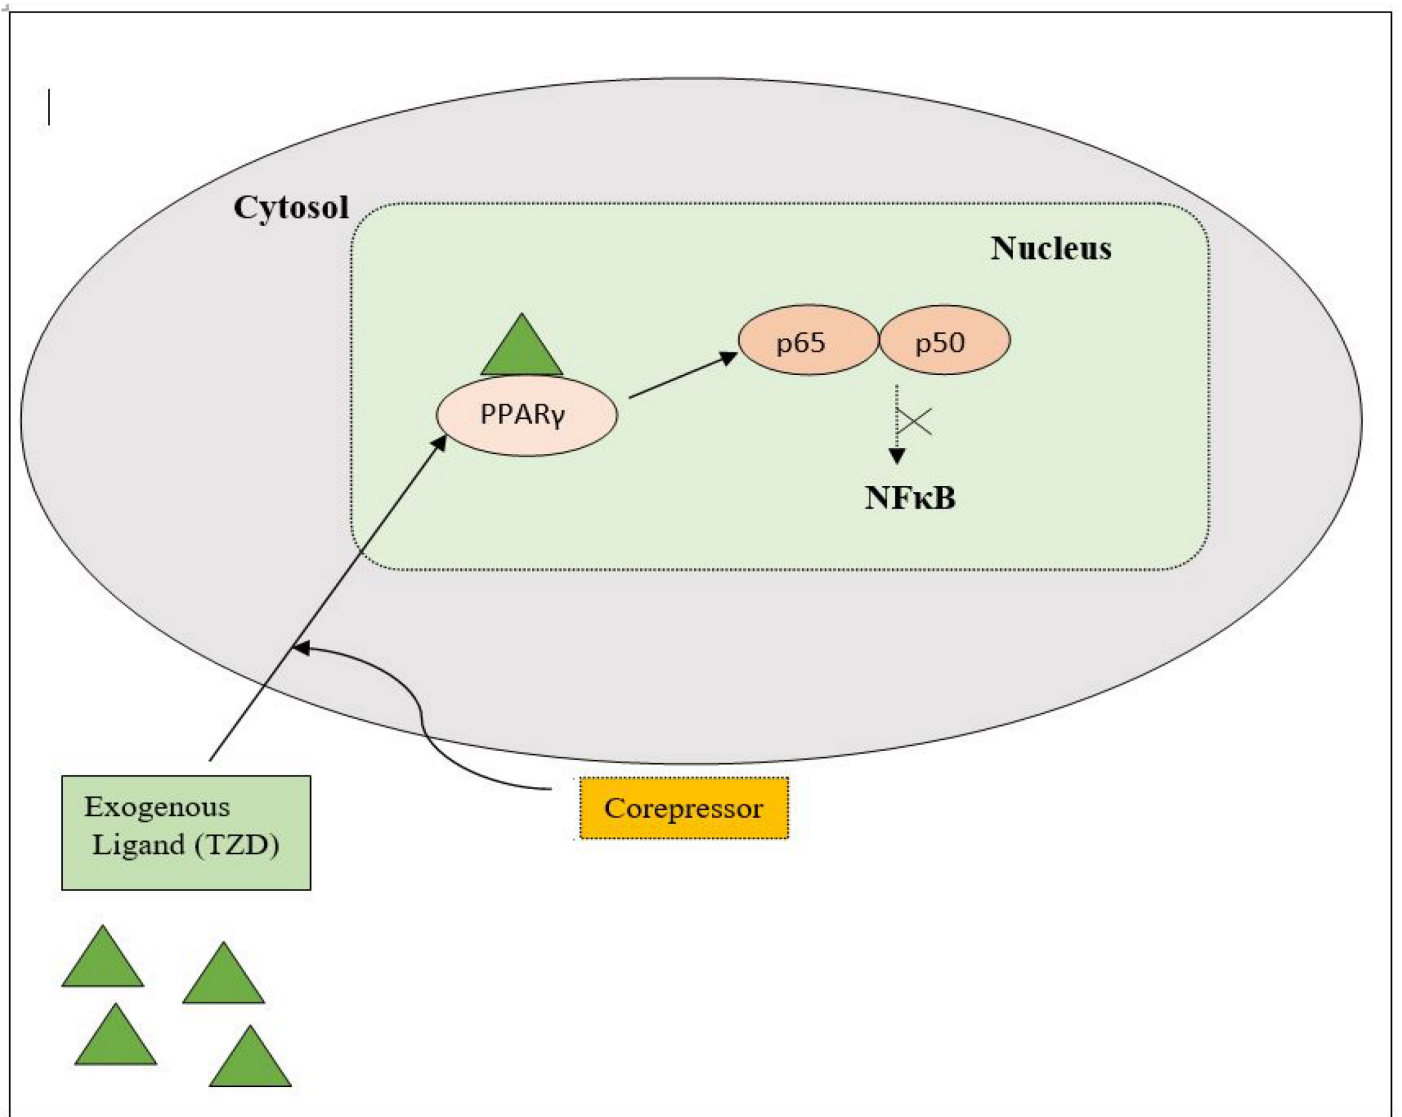 Cytosol
Nucleus
p65
p50
PPARγ
NFκB
Exogenous
Ligand (TZD)
Corepressor